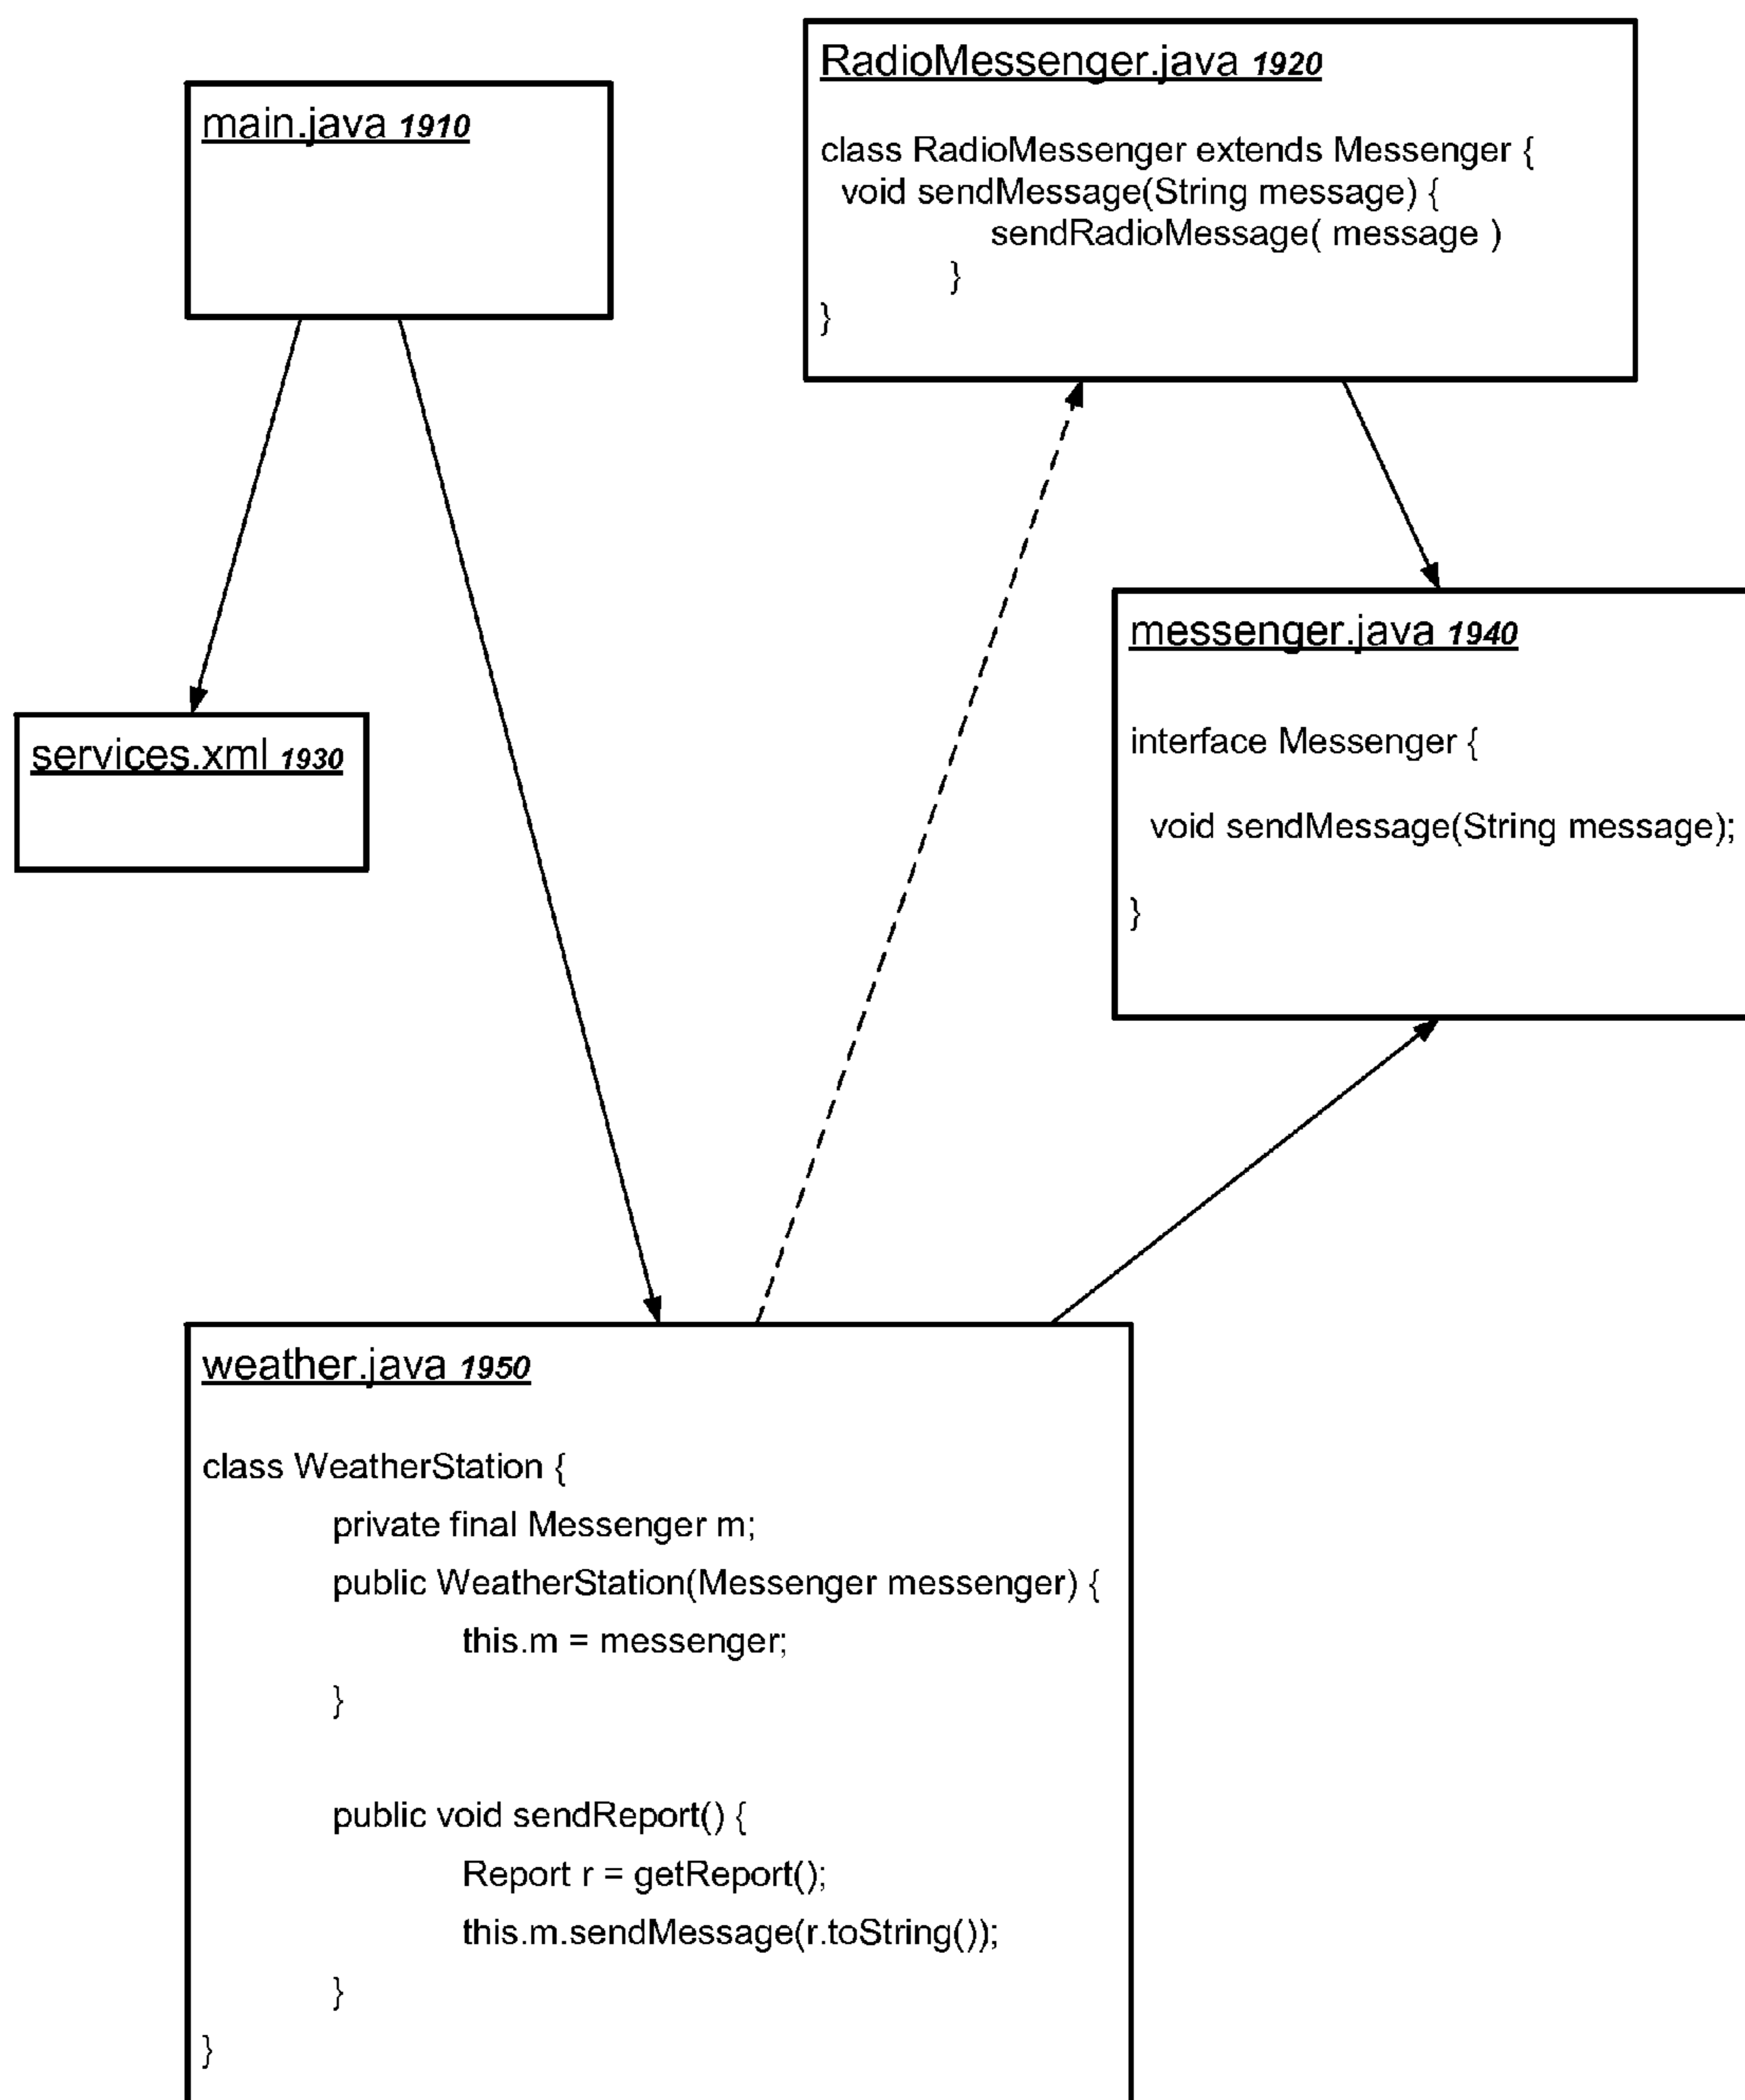 main.java 1910
RadioMessenger.java 1920
class RadioMessenger extends Messenger {
void sendMessage(String message) {
sendRadioMessage( message )
}
}
services.xml 1930
messenger.java 1940
interface Messenger {
void sendMessage(String message);
}
weather.java 1950
class WeatherStation {
private final Messenger m;
public WeatherStation(Messenger messenger) {
this.m = messenger;
}
public void sendReport() {
Report r = getReport();
this.m.sendMessage(r.toString());
}
}